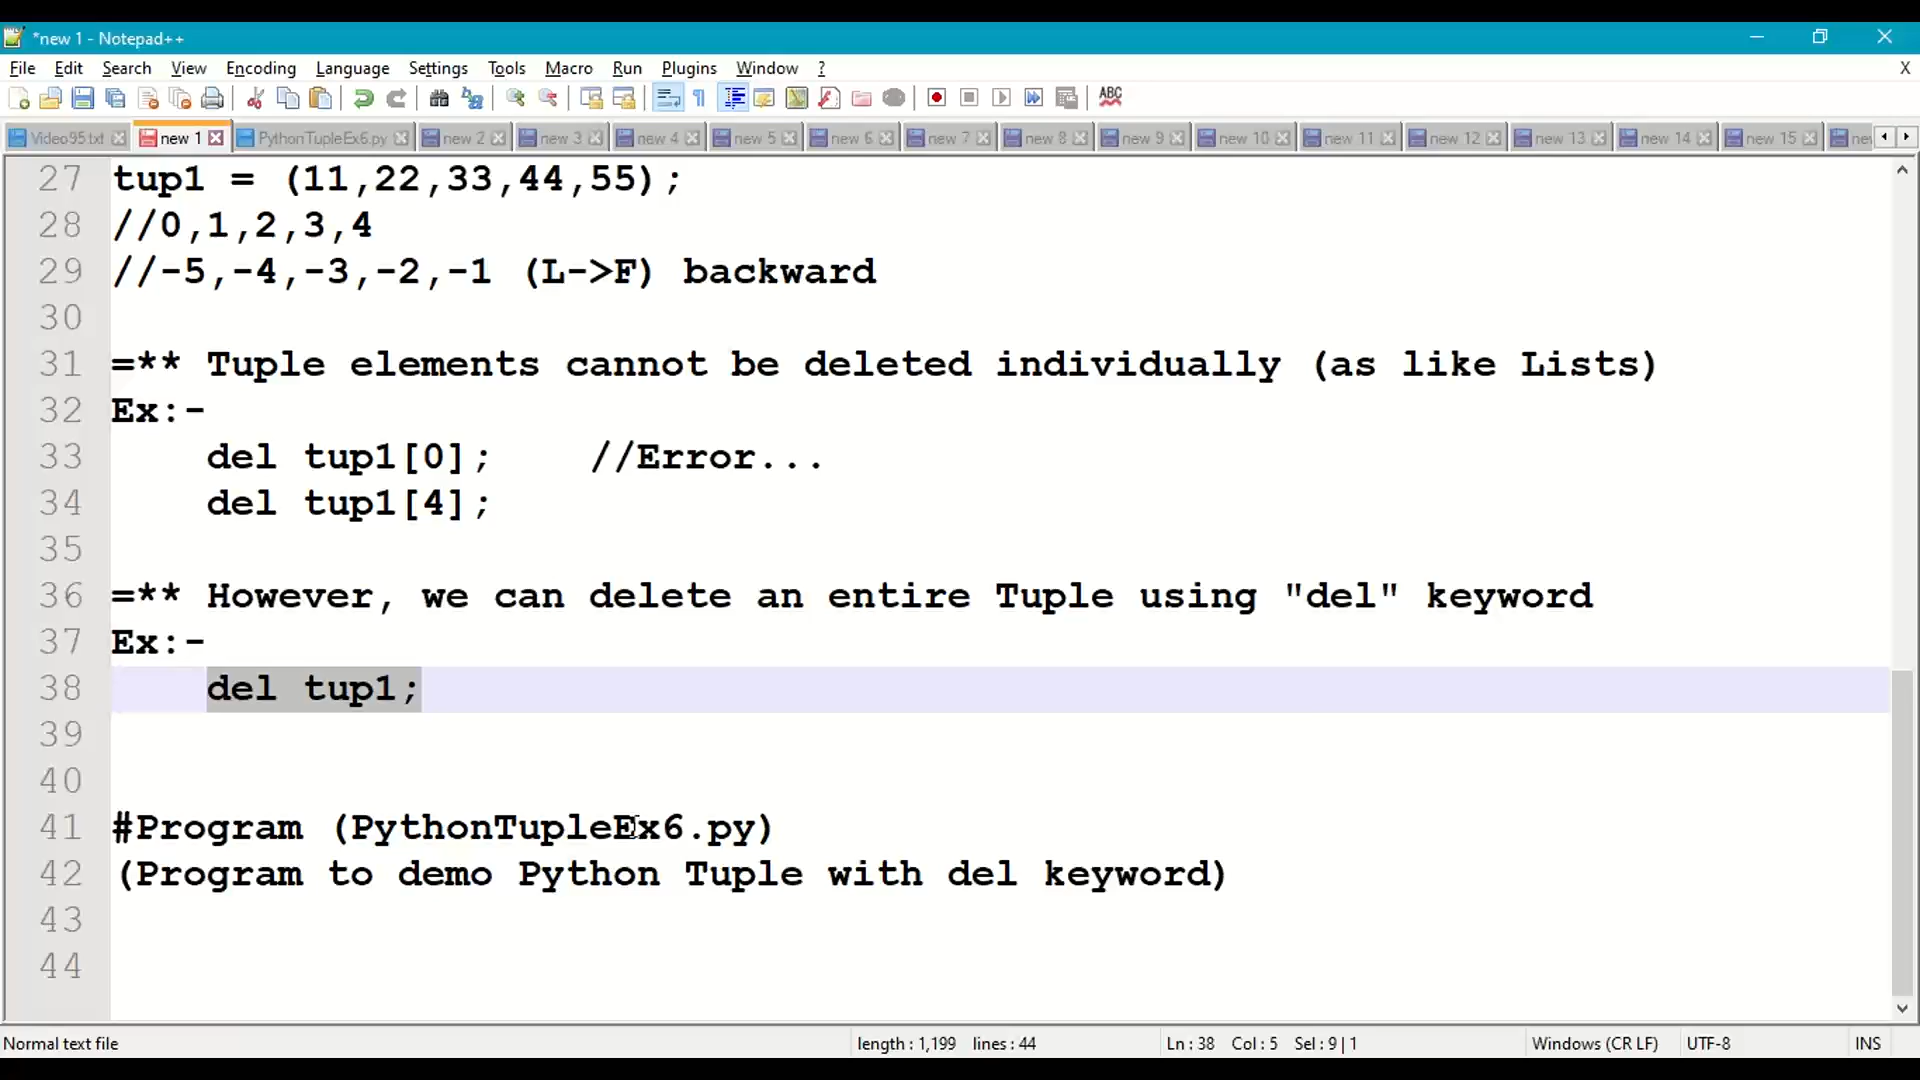 *new 1 - Notepad++
File Edit Search View Encoding Language Settings Tools Macro Run Plugins Window ? X
ABC
Video95.txt new 1 PythonTupleEx6.py new 2 new 3 new 4 new 5 new 6 new 7 new 8 new 9 new 10 new 11 new 12 new 13 new 14 new 15
27 tup1 = (11,22,33,44,55);
28 //0,1,2,3,4
29 //-5,-4,-3,-2,-1 (L->F) backward
30
31 =** Tuple elements cannot be deleted individually (as like Lists)
32 Ex:-
33 del tup1[0]; //Error...
34 del tup1[4];
35
36 =** However, we can delete an entire Tuple using "del" keyword
37 Ex:-
38 del tup1;
39
40
41 #Program (PythonTupleEx6.py)
42 (Program to demo Python Tuple with del keyword)
43
44
Normal text file length : 1,199 lines : 44 Ln : 38 Col : 5 Sel : 9 | 1 Windows (CR LF) UTF-8 INS